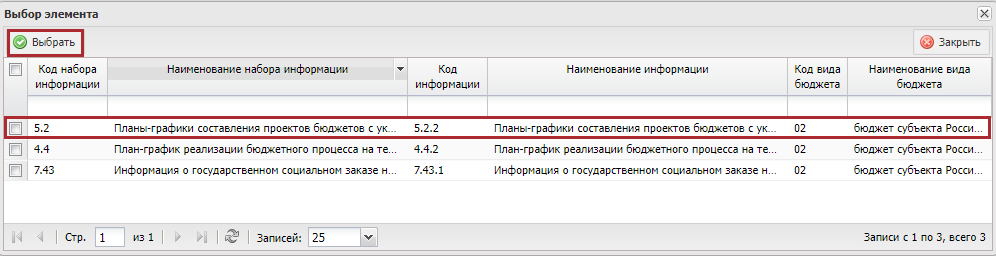 Выбор элемента
Выбрать Закрыть
Код набора информации Наименование набора информации Код информации Наименование информации Код вида бюджета Наименование вида бюджета
5.2 Планы-графики составления проектов бюджетов с ук... 5.2.2 Планы-графики составления проектов бюджетов с ук... 02 бюджет субъекта Росси...
4.4 План-график реализации бюджетного процесса на те... 4.4.2 План-график реализации бюджетного процесса на те... 02 бюджет субъекта Росси...
7.43 Информация о государственном социальном заказе н... 7.43.1 Информация о государственном социальном заказе н... 02 бюджет субъекта Росси...
Стр. 1 из 1 Записей: 25 Записи с 1 по 3, всего 3